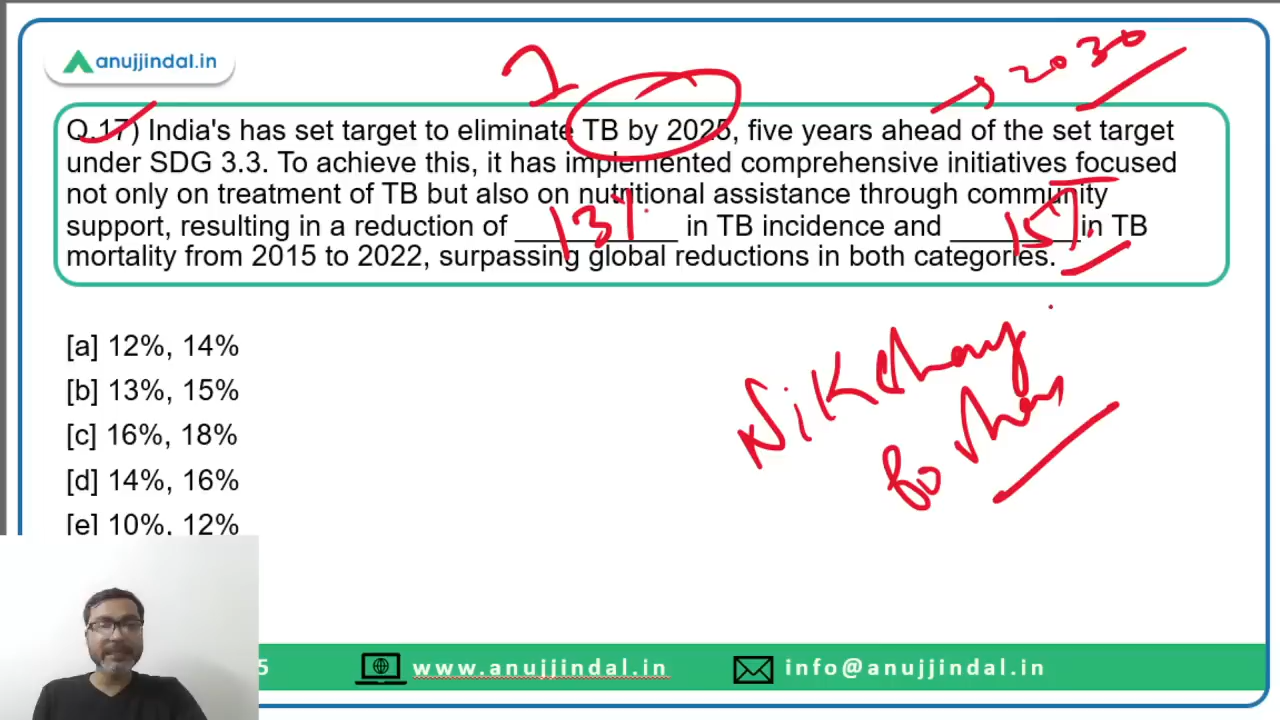 anujjindal.in
2030
Q.17) India's has set target to eliminate TB by 2025, five years ahead of the set target
under SDG 3.3. To achieve this, it has implemented comprehensive initiatives focused
not only on treatment of TB but also on nutritional assistance through community
support, resulting in a reduction of ___________ in TB incidence and _________in TB
13% 15%
mortality from 2015 to 2022, surpassing global reductions in both categories.
[a] 12%, 14%
[b] 13%, 15%
[c] 16%, 18%
[d] 14%, 16%
[e] 10%, 12%
Nikshay
Poshan
5 www.anujjindal.in info@anujjindal.in